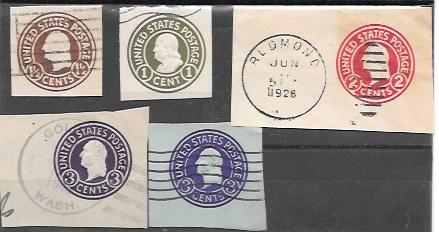 UNITED STATES POSTAGE
1½ CENTS 1½
UNITED STATES POSTAGE
1 CENT 1
REDMOND
JUN
1926
UNITED STATES POSTAGE
2 CENTS 2
UNITED STATES POSTAGE
3 CENTS 3
WASH.
UNITED STATES POSTAGE
3 CENTS 3